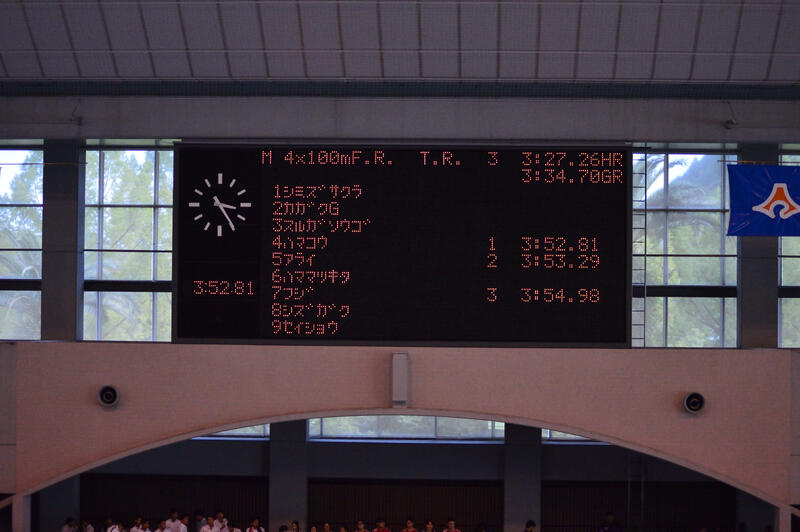 M 4×100mF.R. T.R. 3 3:27.26HR
3:34.70GR
1ｼﾐｽﾞｻｸﾗ
2ｶｶﾞｸG
3ｽﾙｶﾞｿｳｺﾞ
4ﾊﾏｺｳ 1 3:52.81
5ｱﾗｲ 2 3:53.29
6ﾊﾏﾏﾂｷﾀ
7ﾌｼﾞ 3 3:54.98
8ｼｽﾞｶﾞｸ
9ｾｲｼｮｳ
3:52.81